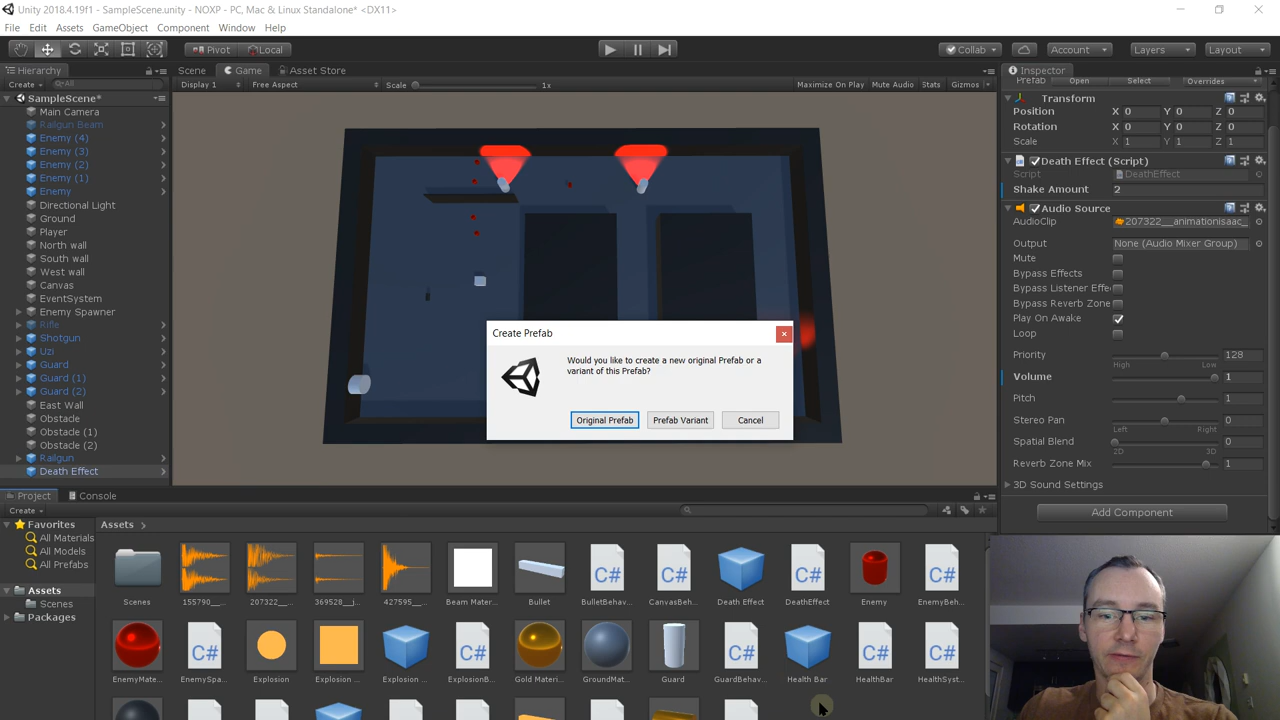 Unity 2018.4.19f1 - SampleScene.unity - NOXP - PC, Mac & Linux Standalone* <DX11>
File Edit Assets GameObject Component Window Help
Pivot Local Collab Account Layers Layout
Hierarchy
Create All
SampleScene*
Main Camera
Railgun Beam
Enemy (4)
Enemy (3)
Enemy (2)
Enemy (1)
Enemy
Directional Light
Ground
Player
North wall
South wall
West wall
Canvas
EventSystem
Enemy Spawner
Rifle
Shotgun
Uzi
Guard
Guard (1)
Guard (2)
East Wall
Obstacle
Obstacle (1)
Obstacle (2)
Railgun
Death Effect
Scene Game Asset Store
Display 1 Free Aspect Scale 1x Maximize On Play Mute Audio Stats Gizmos
Create Prefab
Would you like to create a new original Prefab or a
variant of this Prefab?
Original Prefab Prefab Variant Cancel
Inspector
Prefab Open Select Overrides
Transform
Position X 0 Y 0 Z 0
Rotation X 0 Y 0 Z 0
Scale X 1 Y 1 Z 1
Death Effect (Script)
Script DeathEffect
Shake Amount 2
Audio Source
AudioClip 207322__animationisaac_
Output None (Audio Mixer Group)
Mute
Bypass Effects
Bypass Listener Effe
Bypass Reverb Zone
Play On Awake
Loop
Priority 128
High Low
Volume 1
Pitch 1
Stereo Pan 0
Left Right
Spatial Blend 0
2D 3D
Reverb Zone Mix 1
3D Sound Settings
Add Component
Project Console
Create
Favorites
All Materials
All Models
All Prefabs
Assets
Scenes
Packages
Assets
Scenes 155790__... 207322__... 369528__j... 427595__... Beam Mater... Bullet BulletBehav... CanvasBeh... Death Effect DeathEffect Enemy EnemyBeh...
C# C# C# C#
EnemyMate... EnemySpa... Explosion Explosion ... Explosion ... ExplosionB... Gold Materi... GroundMat... Guard GuardBehav... Health Bar HealthBar HealthSyst...
C# C# C# C# C#